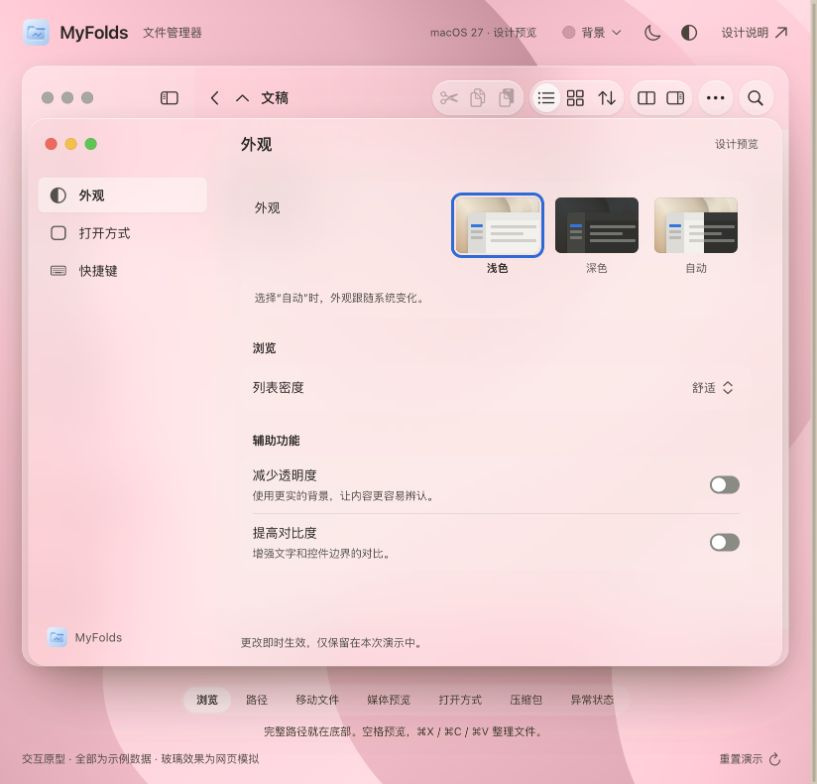 MyFolds 文件管理器 macOS 27 · 设计预览 背景 设计说明
文稿
外观 设计预览
外观
打开方式
快捷键
外观
浅色 深色 自动
选择“自动”时，外观跟随系统变化。
浏览
列表密度 舒适
辅助功能
减少透明度
使用更实的背景，让内容更容易辨认。
提高对比度
增强文字和控件边界的对比。
MyFolds
更改即时生效，仅保留在本次演示中。
浏览 路径 移动文件 媒体预览 打开方式 压缩包 异常状态
完整路径就在底部。空格预览，⌘X / ⌘C / ⌘V 整理文件。
交互原型 · 全部为示例数据 · 玻璃效果为网页模拟 重置演示